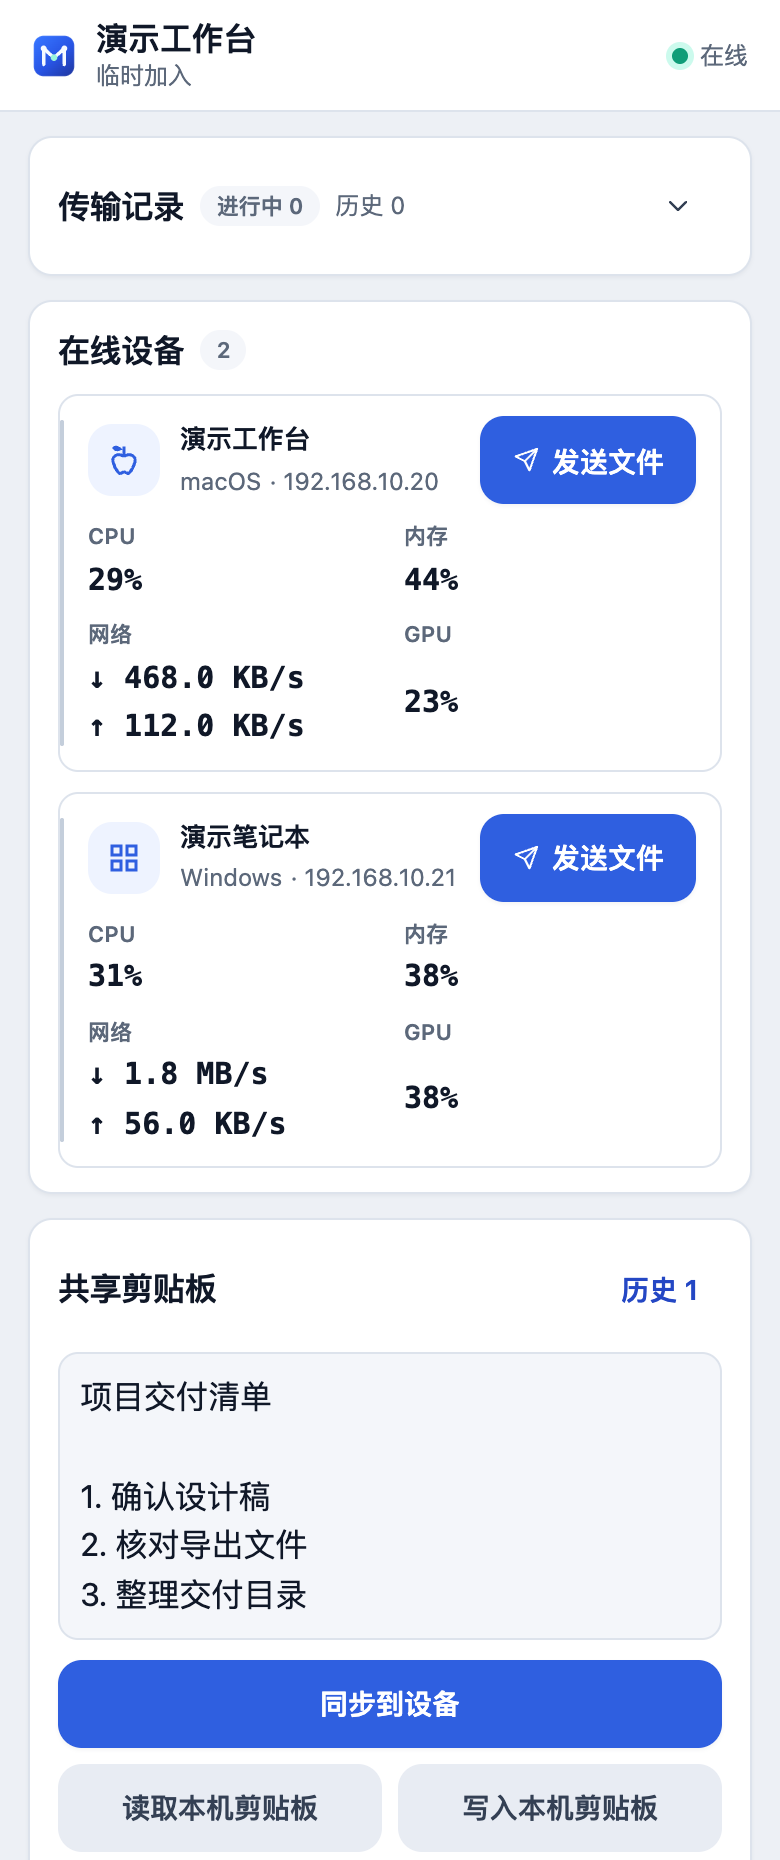 演示工作台
临时加入
在线
传输记录 进行中 0 历史 0
在线设备 2
演示工作台
macOS · 192.168.10.20
发送文件
CPU 内存
29% 44%
网络 GPU
↓ 468.0 KB/s
23%
↑ 112.0 KB/s
演示笔记本
Windows · 192.168.10.21
发送文件
CPU 内存
31% 38%
网络 GPU
↓ 1.8 MB/s
38%
↑ 56.0 KB/s
共享剪贴板 历史 1
项目交付清单
1. 确认设计稿
2. 核对导出文件
3. 整理交付目录
同步到设备
读取本机剪贴板 写入本机剪贴板